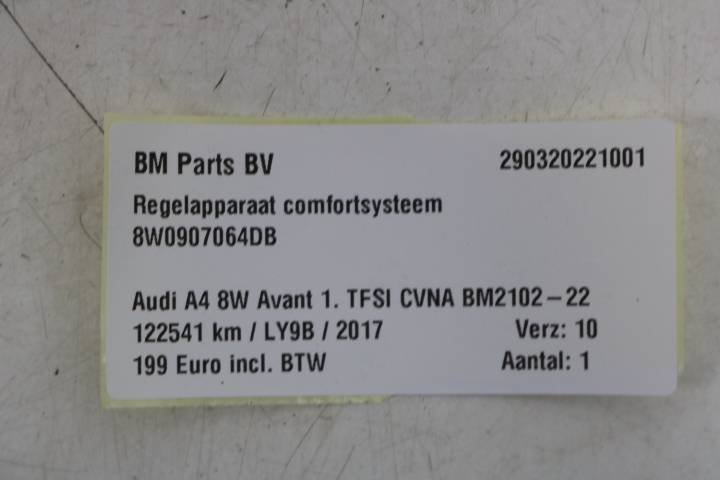 BM Parts BV 290320221001
Regelapparaat comfortsysteem
8W0907064DB
Audi A4 8W Avant 1. TFSI CVNA BM2102-22
122541 km / LY9B / 2017 Verz: 10
199 Euro incl. BTW Aantal: 1